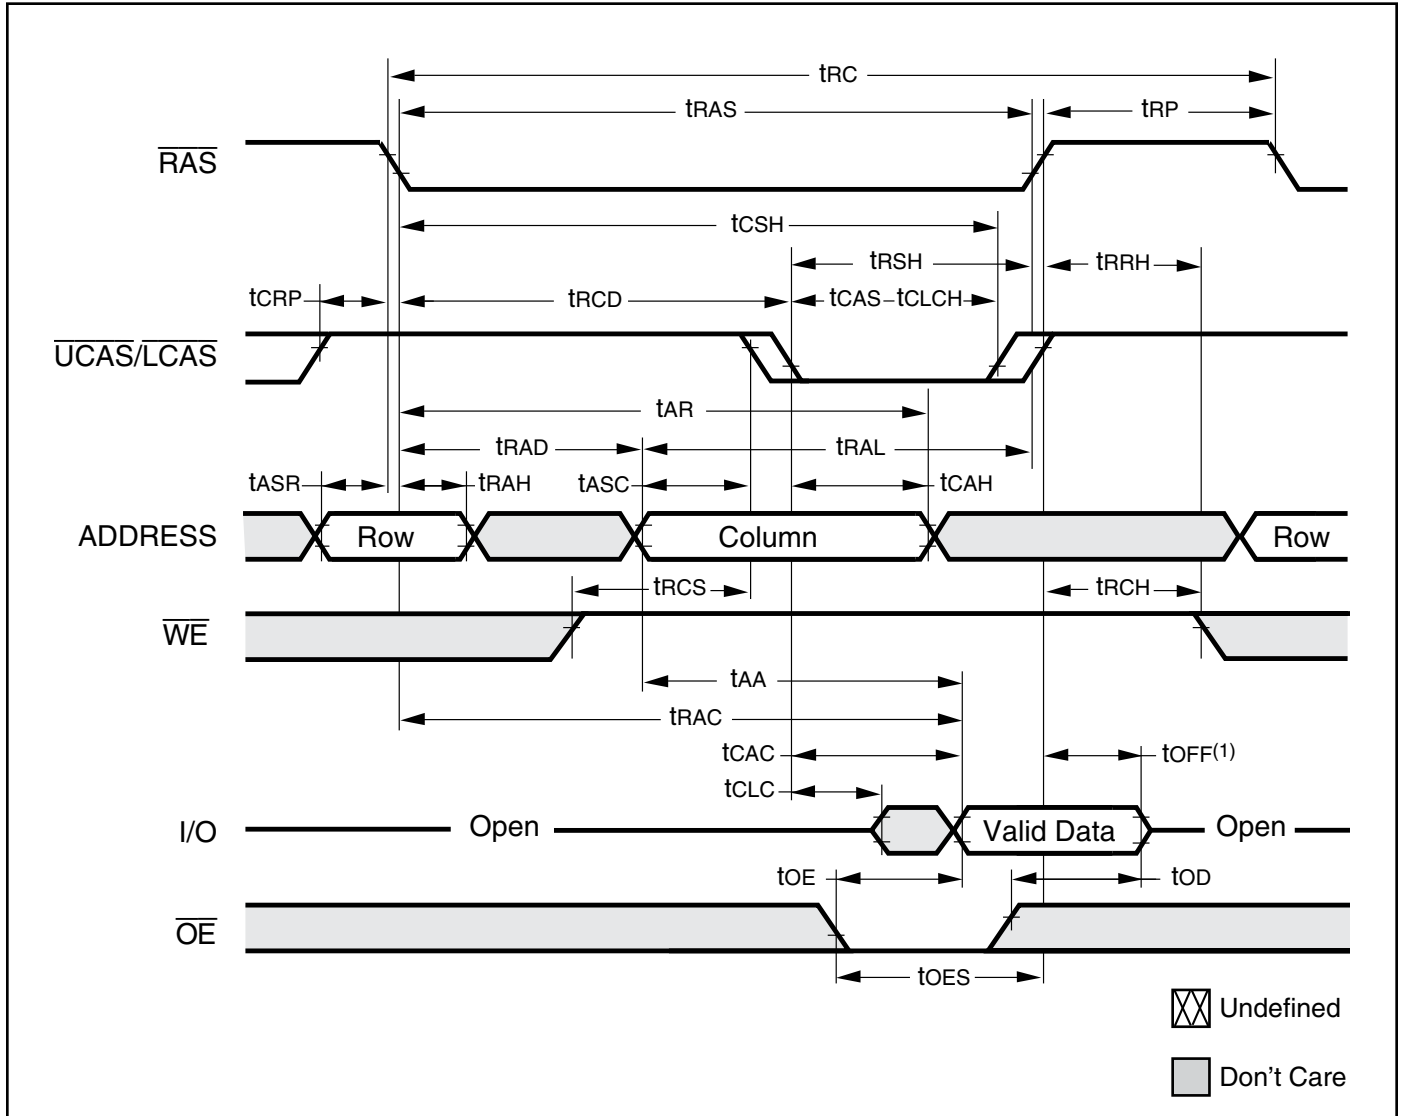 tRC
tRAS
tRP
RAS
tCSH
tRSH
tRRH
tCRP
tRCD
tCAS
tCLCH
UCAS/LCAS
tAR
tRAD
tRAL
tASR
tRAH
tASC
tCAH
ADDRESS
Row
Column
Row
tRCS
tRCH
WE
tAA
tRAC
tCAC
tOFF(1)
tCLC
I/O
Open
Valid Data
Open
tOE
tOD
OE
tOES
Undefined
Don't Care